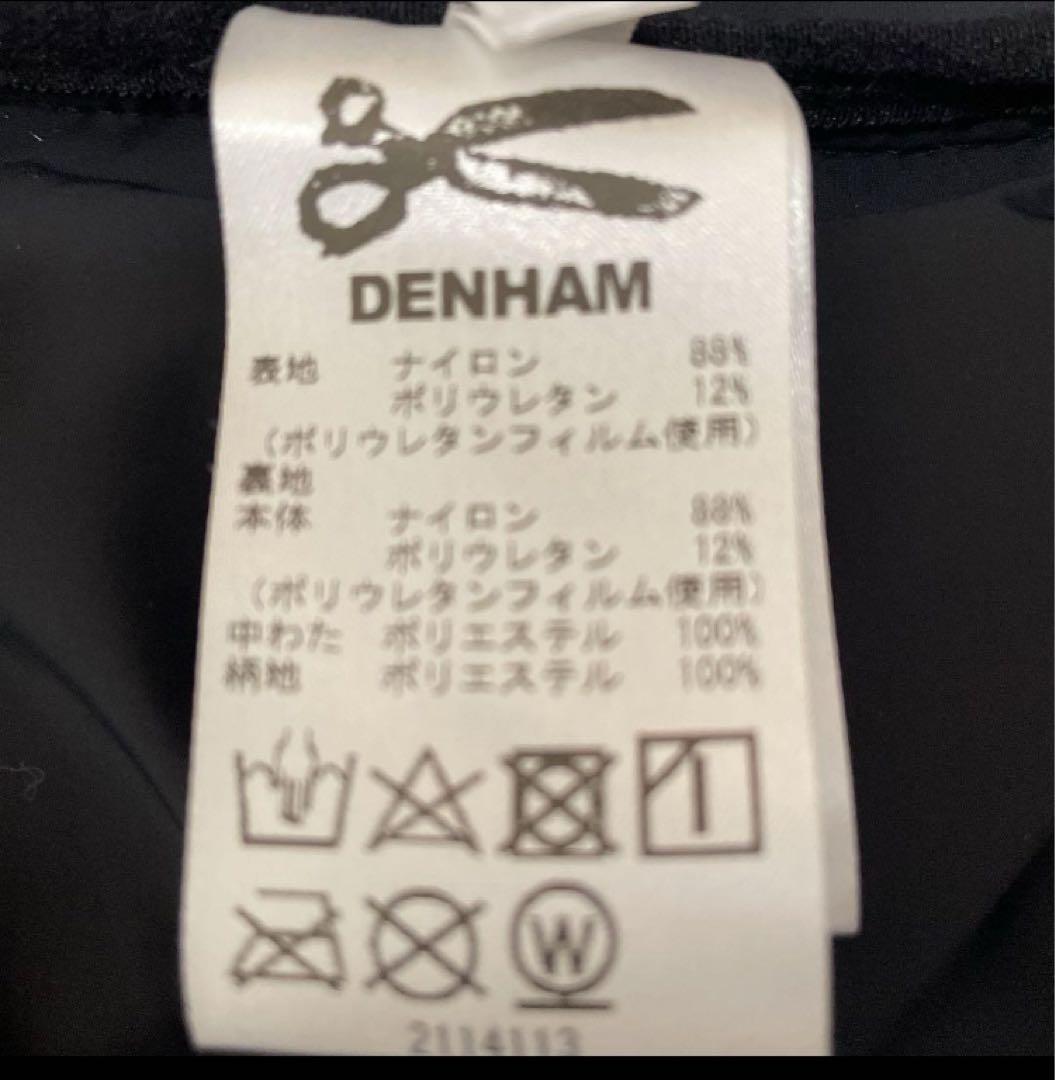 DENHAM
表地 ナイロン 88%
ポリウレタン 12%
(ポリウレタンフィルム使用)
裏地
本体 ナイロン 88%
ポリウレタン 12%
(ポリウレタンフィルム使用)
中わた ポリエステル 100%
柄地 ポリエステル 100%
W
2114113